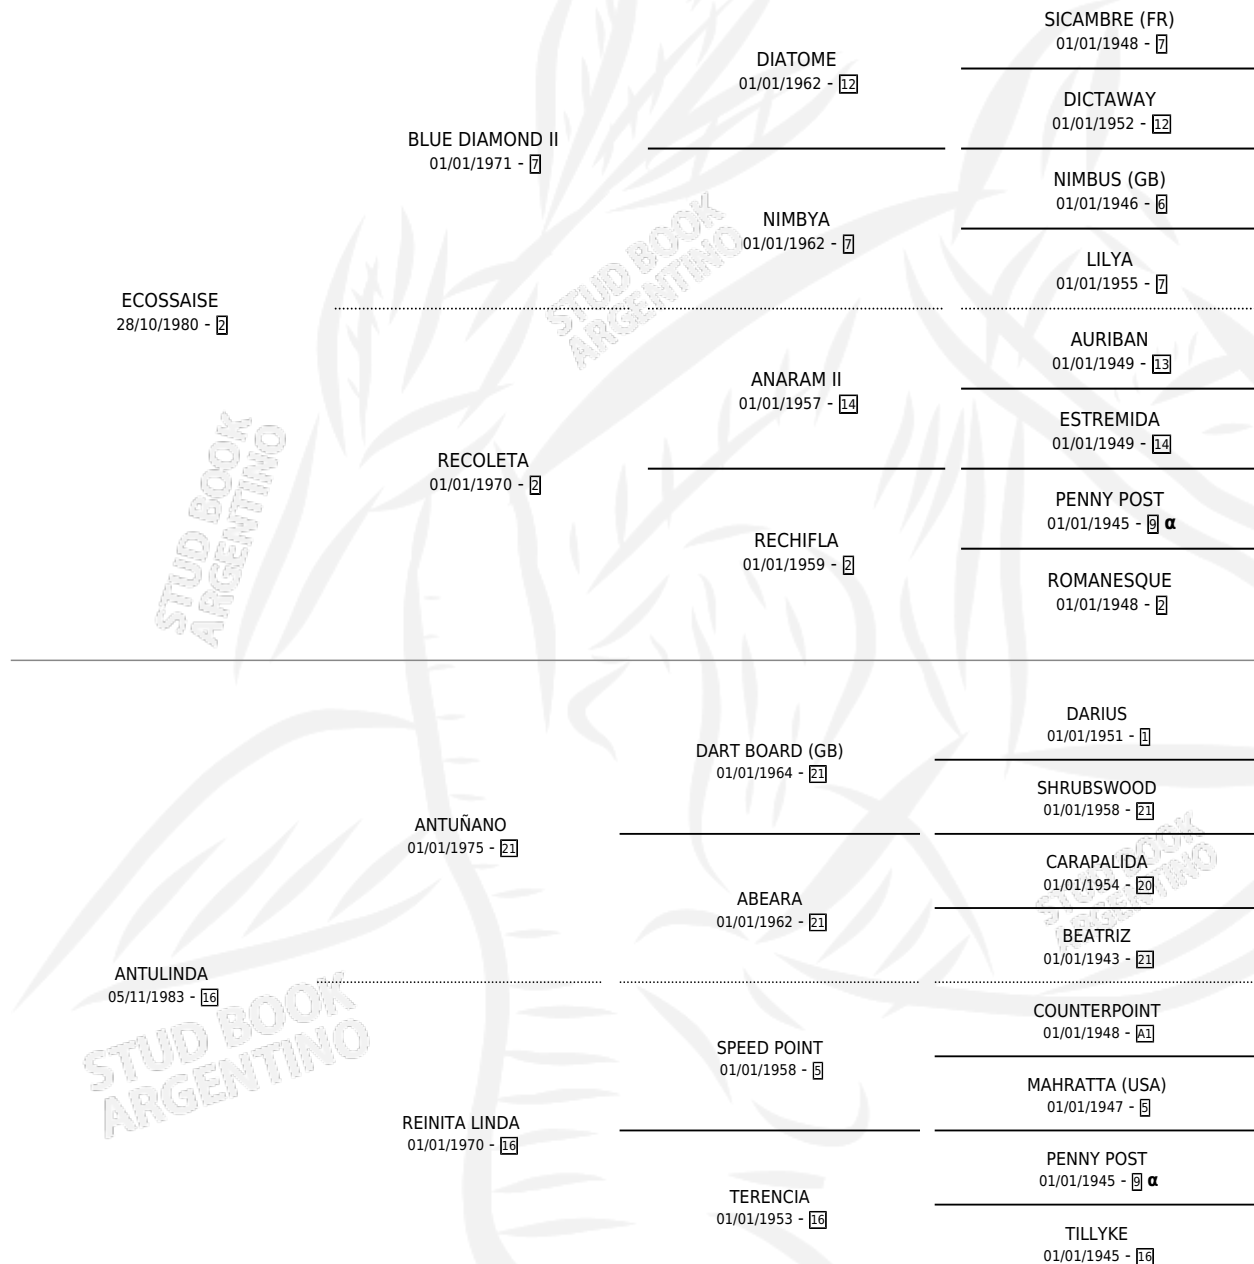 SICAMBRE (FR)
01/01/1948 - 7
DIATOME
01/01/1962 - 12
DICTAWAY
01/01/1952 - 12
BLUE DIAMOND II
01/01/1971 - 7
NIMBUS (GB)
01/01/1946 - 6
NIMBYA
01/01/1962 - 7
LILYA
01/01/1955 - 7
ECOSSAISE
28/10/1980 - 2
AURIBAN
01/01/1949 - 13
ANARAM II
01/01/1957 - 14
ESTREMIDA
01/01/1949 - 14
RECOLETA
01/01/1970 - 2
PENNY POST
01/01/1945 - 9 α
RECHIFLA
01/01/1959 - 2
ROMANESQUE
01/01/1948 - 2
STUD BOOK
ARGENTINO
STUD BOOK
ARGENTINO
DARIUS
01/01/1951 - 1
DART BOARD (GB)
01/01/1964 - 21
SHRUBSWOOD
01/01/1958 - 21
ANTUÑANO
01/01/1975 - 21
CARAPALIDA
01/01/1954 - 20
ABEARA
01/01/1962 - 21
BEATRIZ
01/01/1943 - 21
ANTULINDA
05/11/1983 - 16
COUNTERPOINT
01/01/1948 - A1
SPEED POINT
01/01/1958 - 5
MAHRATTA (USA)
01/01/1947 - 5
REINITA LINDA
01/01/1970 - 16
PENNY POST
01/01/1945 - 9 α
TERENCIA
01/01/1953 - 16
TILLYKE
01/01/1945 - 16
STUD BOOK
ARGENTINO
STUD BOOK
ARGENTINO